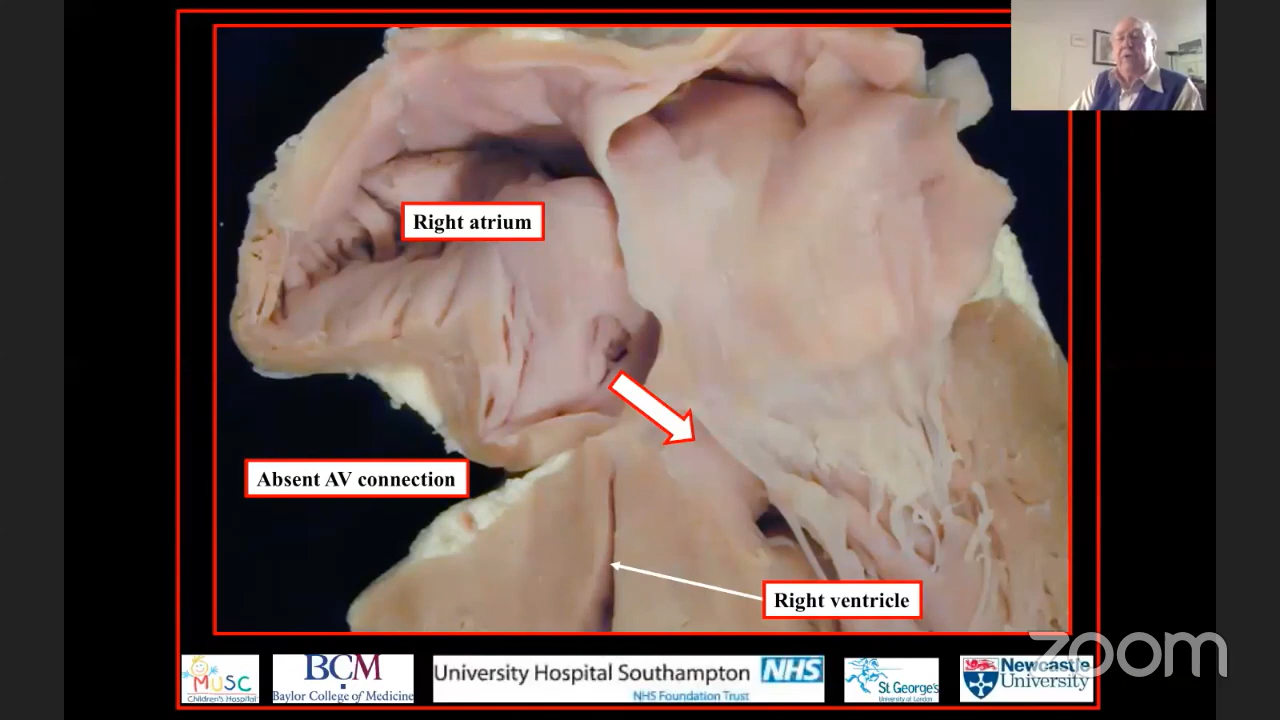 Right atrium
Absent AV connection
Right ventricle
MUSC
Children's Hospital
BCM
Baylor College of Medicine
University Hospital Southampton NHS
NHS Foundation Trust
St George's
University of London
Newcastle
University
zoom